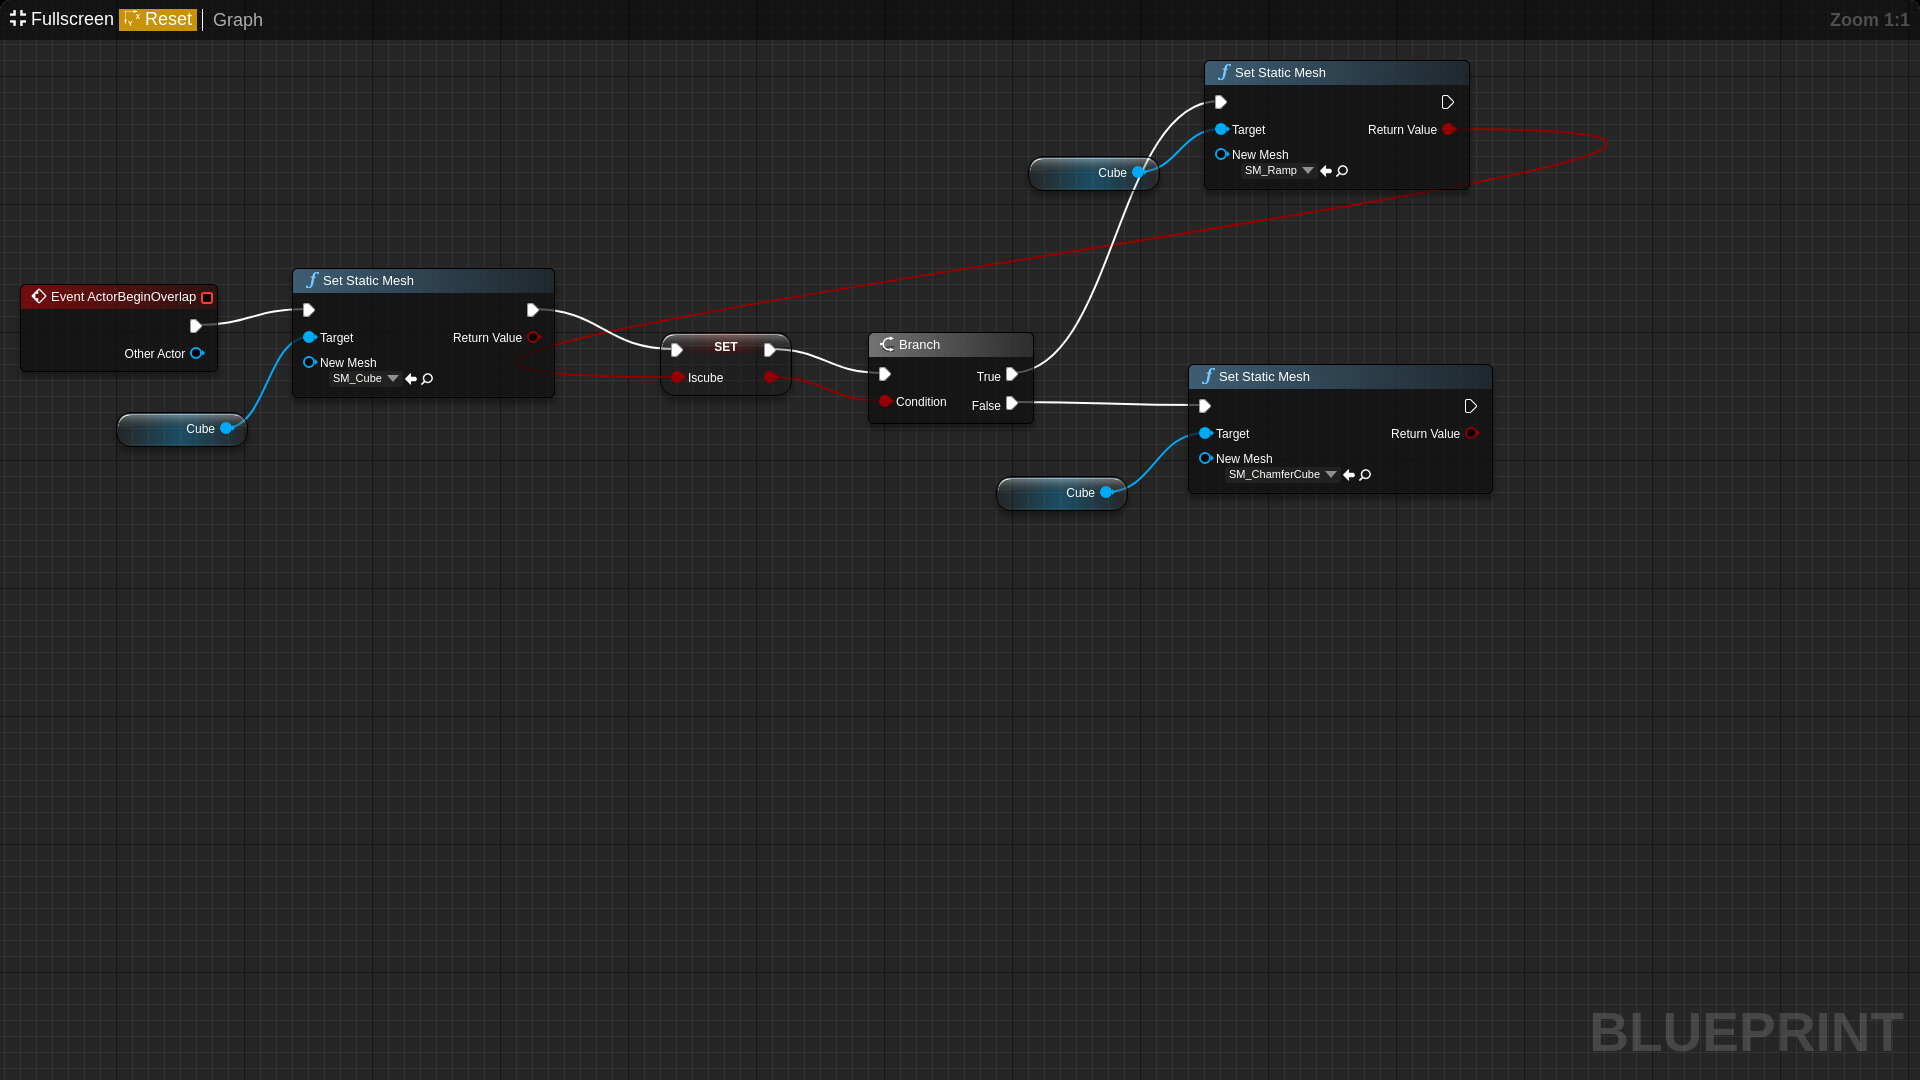 Fullscreen Reset Graph Zoom 1:1
Set Static Mesh
Target Return Value
New Mesh
SM_Ramp
Cube
Event ActorBeginOverlap
Other Actor
Set Static Mesh
Target Return Value
New Mesh
SM_Cube
Cube
SET
Iscube
Branch
True
Condition False
Set Static Mesh
Target Return Value
New Mesh
SM_ChamferCube
Cube
BLUEPRINT